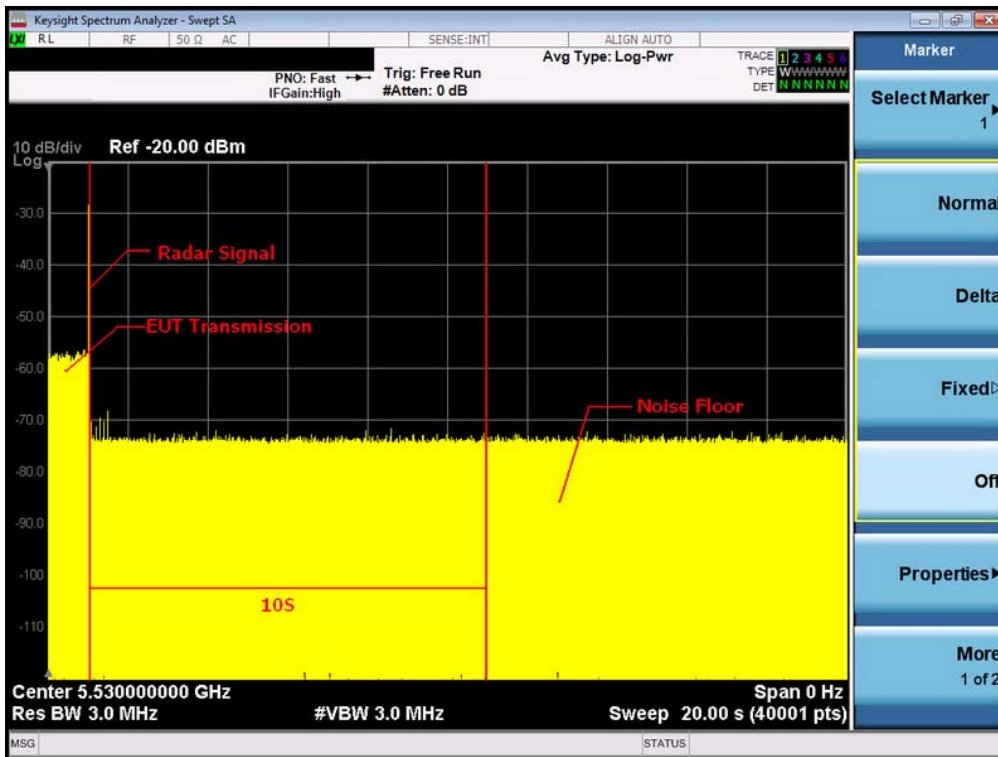 Keysight Spectrum Analyzer - Swept SA
LXI RL RF 50 Ω AC SENSE:INT ALIGN AUTO
Avg Type: Log-Pwr
TRACE 1 2 3 4 5 6
TYPE W
DET N N N N N N
PNO: Fast
IFGain:High
Trig: Free Run
#Atten: 0 dB
10 dB/div
Log
Ref -20.00 dBm
-30.0
-40.0
-50.0
-60.0
-70.0
-80.0
-90.0
-100
-110
Radar Signal
EUT Transmission
Noise Floor
10S
Center 5.530000000 GHz
Span 0 Hz
Res BW 3.0 MHz
#VBW 3.0 MHz
Sweep 20.00 s (40001 pts)
MSG
STATUS
Marker
Select Marker
1
Normal
Delta
Fixed
Off
Properties
More
1 of 2